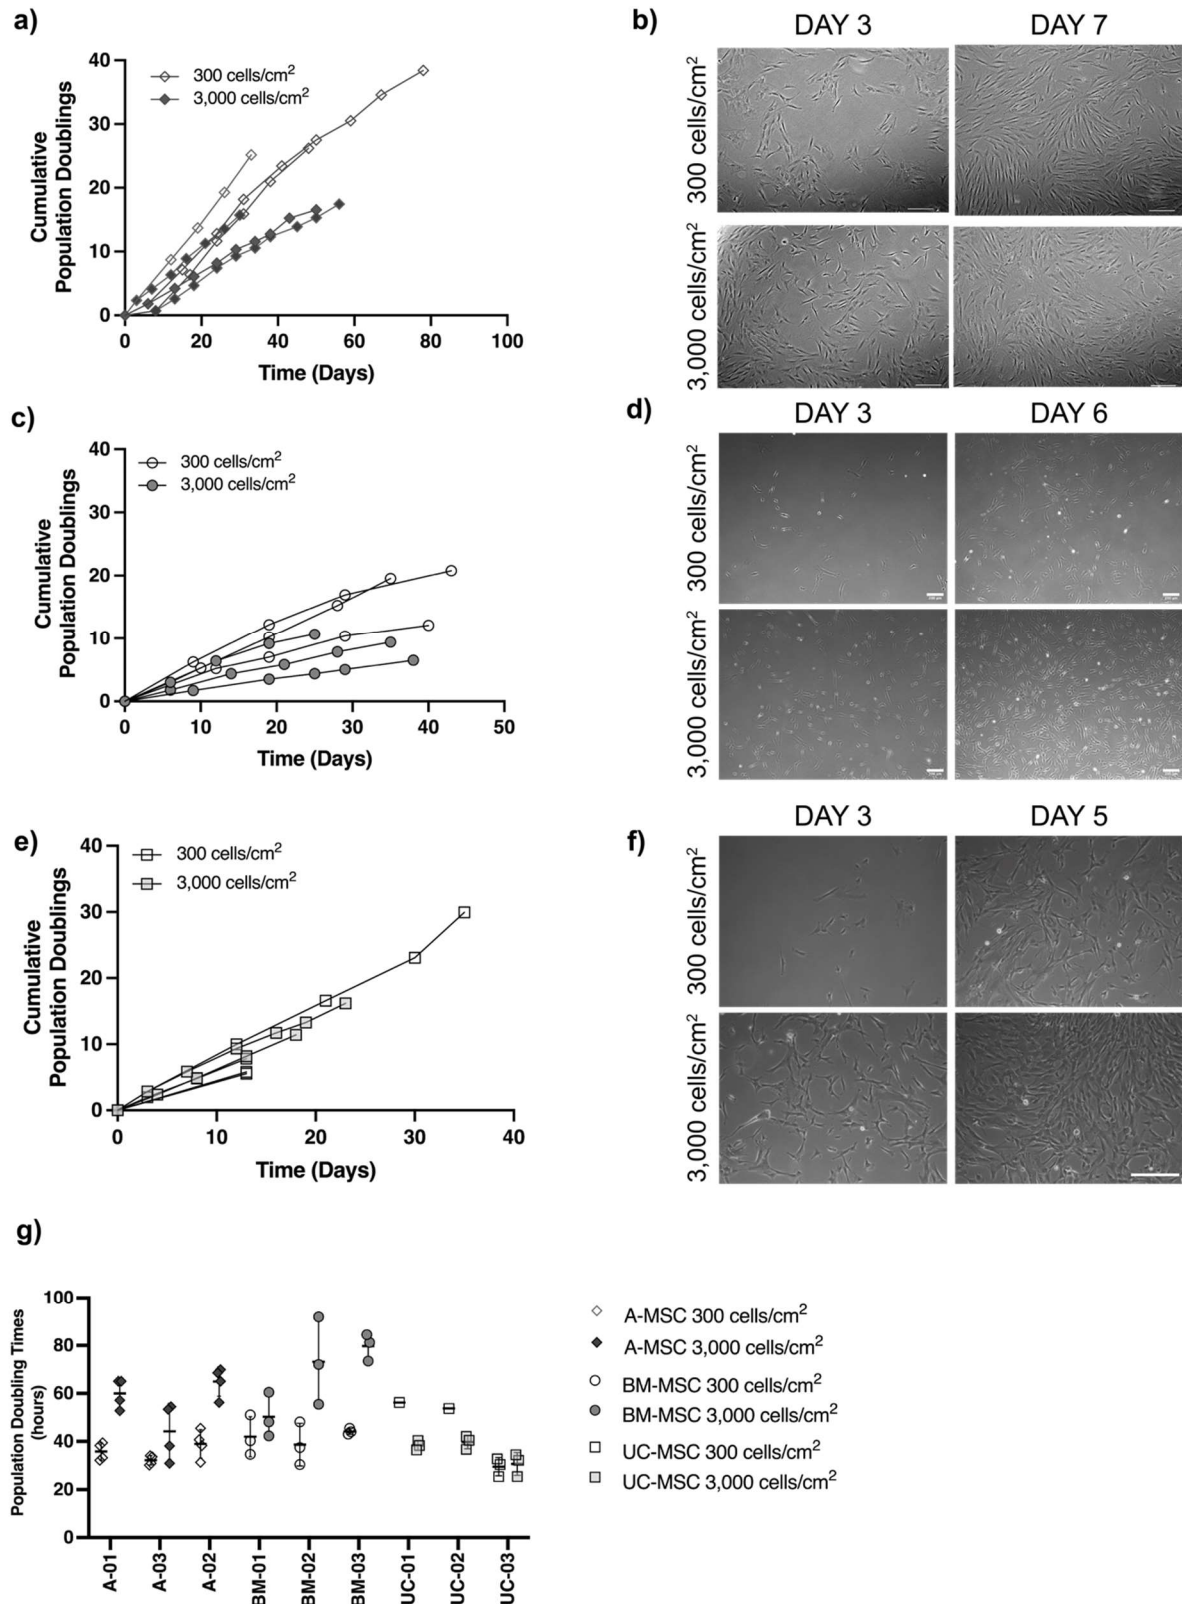 a)
40
30
20
10
0
0 20 40 60 80 100
Cumulative
Population Doublings
Time (Days)
300 cells/cm²
3,000 cells/cm²
b)
DAY 3 DAY 7
300 cells/cm²
3,000 cells/cm²
c)
40
30
20
10
0
0 10 20 30 40 50
Cumulative
Population Doublings
Time (Days)
300 cells/cm²
3,000 cells/cm²
d)
DAY 3 DAY 6
300 cells/cm²
3,000 cells/cm²
e)
40
30
20
10
0
0 10 20 30 40
Cumulative
Population Doublings
Time (Days)
300 cells/cm²
3,000 cells/cm²
f)
DAY 3 DAY 5
300 cells/cm²
3,000 cells/cm²
g)
100
80
60
40
20
0
Population Doubling Times
(hours)
A-01
A-03
A-02
BM-01
BM-02
BM-03
UC-01
UC-02
UC-03
A-MSC 300 cells/cm²
A-MSC 3,000 cells/cm²
BM-MSC 300 cells/cm²
BM-MSC 3,000 cells/cm²
UC-MSC 300 cells/cm²
UC-MSC 3,000 cells/cm²